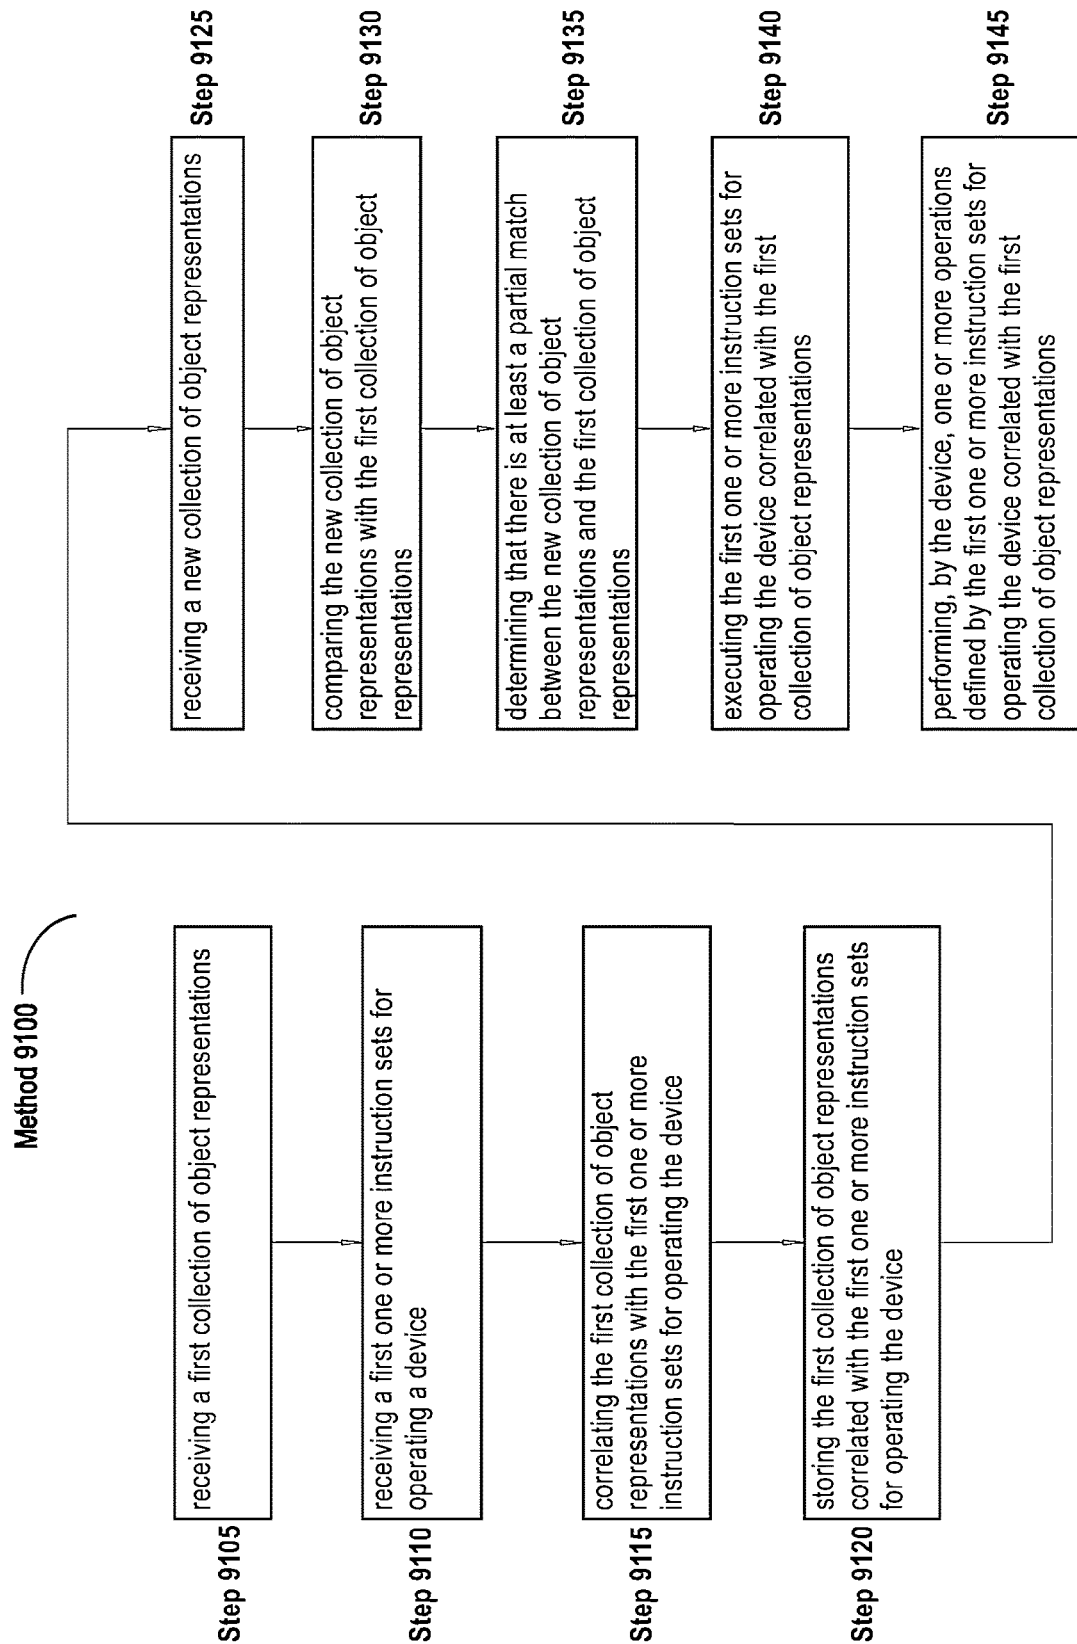 Method 9100
Step 9105
receiving a first collection of object representations
Step 9110
receiving a first one or more instruction sets for
operating a device
Step 9115
correlating the first collection of object
representations with the first one or more
instruction sets for operating the device
Step 9120
storing the first collection of object representations
correlated with the first one or more instruction sets
for operating the device
receiving a new collection of object representations
Step 9125
comparing the new collection of object
representations with the first collection of object
representations
Step 9130
determining that there is at least a partial match
between the new collection of object
representations and the first collection of object
representations
Step 9135
executing the first one or more instruction sets for
operating the device correlated with the first
collection of object representations
Step 9140
performing, by the device, one or more operations
defined by the first one or more instruction sets for
operating the device correlated with the first
collection of object representations
Step 9145